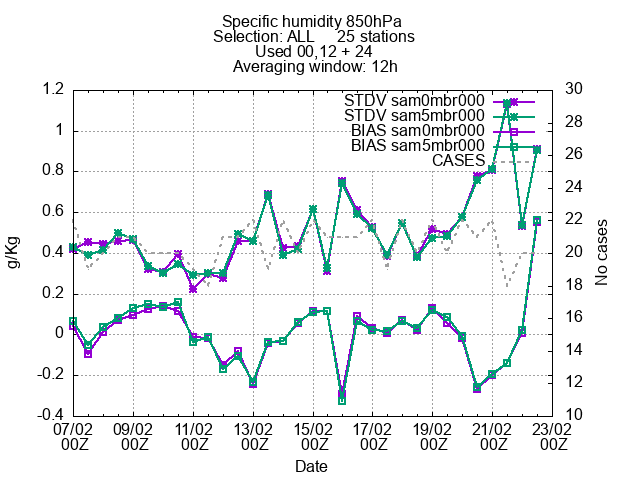 Specific humidity 850hPa
Selection: ALL 25 stations
Used 00,12 + 24
Averaging window: 12h
STDV sam0mbr000
STDV sam5mbr000
BIAS sam0mbr000
BIAS sam5mbr000
CASES
g/Kg
1.2
1
0.8
0.6
0.4
0.2
0
-0.2
-0.4
No cases
30
28
26
24
22
20
18
16
14
12
10
07/02 09/02 11/02 13/02 15/02 17/02 19/02 21/02 23/02
00Z 00Z 00Z 00Z 00Z 00Z 00Z 00Z 00Z
Date